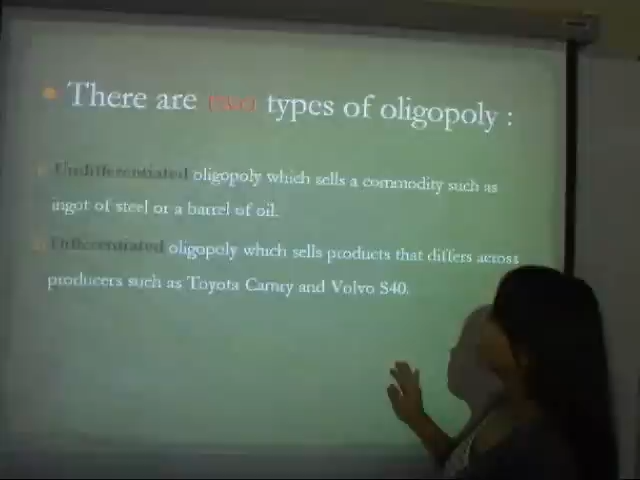 There are two types of oligopoly :
Undifferentiated oligopoly which sells a commodity such as
ingot of steel or a barrel of oil.
Differentiated oligopoly which sells products that differs across
producers such as Toyota Camry and Volvo S40.